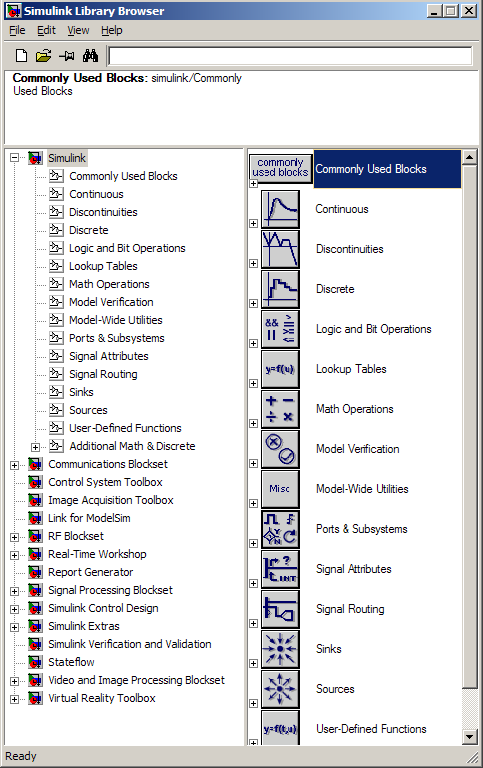 Simulink Library Browser
File Edit View Help
Commonly Used Blocks: simulink/Commonly
Used Blocks
Simulink
Commonly Used Blocks
Continuous
Discontinuities
Discrete
Logic and Bit Operations
Lookup Tables
Math Operations
Model Verification
Model-Wide Utilities
Ports & Subsystems
Signal Attributes
Signal Routing
Sinks
Sources
User-Defined Functions
Additional Math & Discrete
Communications Blockset
Control System Toolbox
Image Acquisition Toolbox
Link for ModelSim
RF Blockset
Real-Time Workshop
Report Generator
Signal Processing Blockset
Simulink Control Design
Simulink Extras
Simulink Verification and Validation
Stateflow
Video and Image Processing Blockset
Virtual Reality Toolbox
commonly
used blocks
Commonly Used Blocks
Continuous
Discontinuities
Discrete
&& >
|| >=
<=
Logic and Bit Operations
y=f(u)
Lookup Tables
+ −
÷ ×
Math Operations
Model Verification
Misc
Model-Wide Utilities
Y
N
Ports & Subsystems
?
INT
Signal Attributes
Signal Routing
Sinks
Sources
y=f(t,u)
User-Defined Functions
Ready